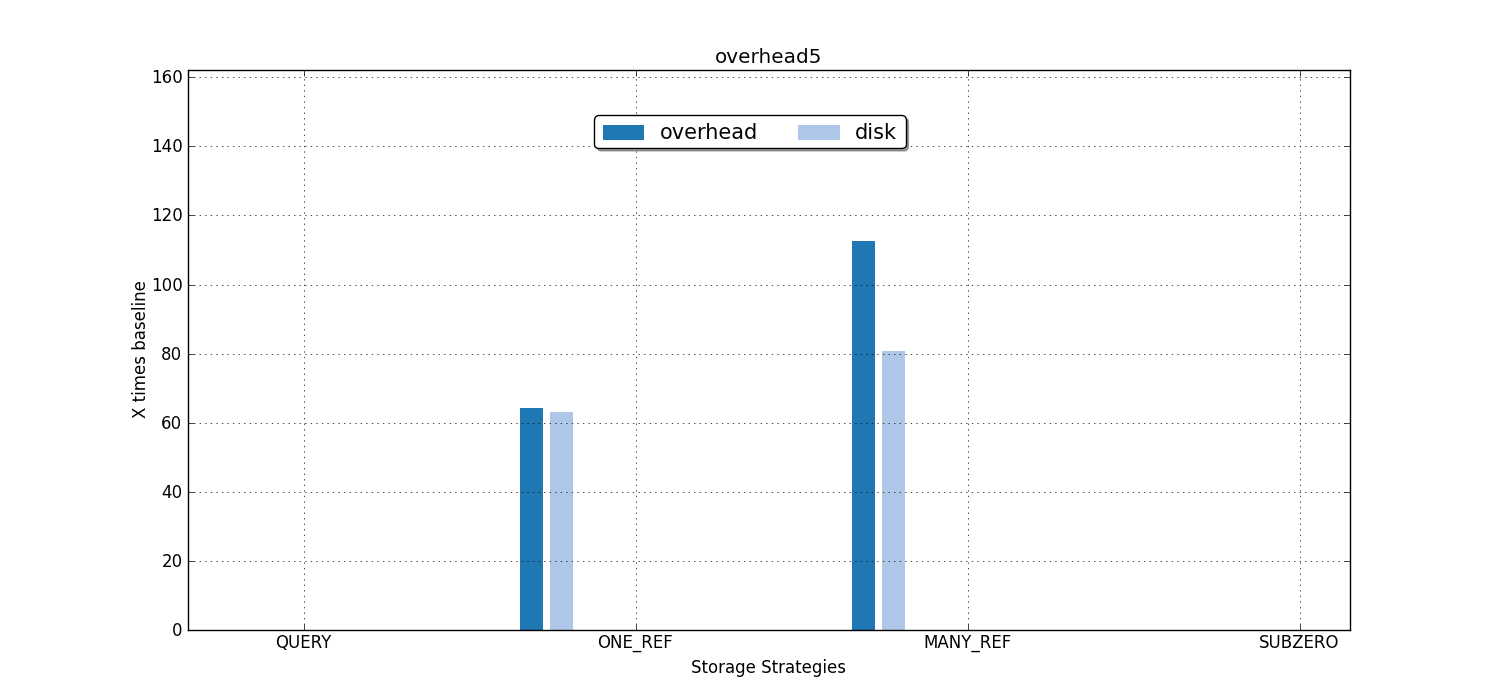 overhead5
160
140
120
100
80
60
40
20
0
X times baseline
overhead disk
QUERY ONE_REF MANY_REF SUBZERO
Storage Strategies